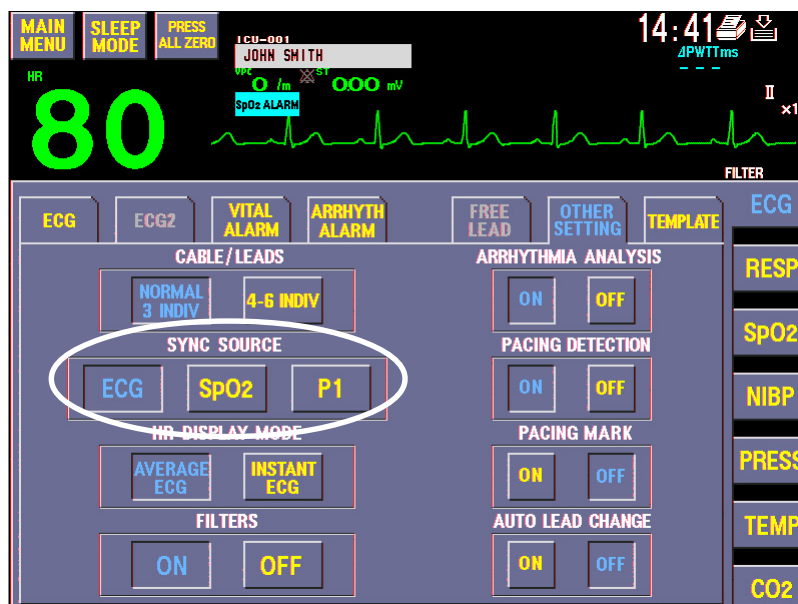 MAIN MENU
SLEEP MODE
PRESS ALL ZERO
ICU-001
JOHN SMITH
14:41
ΔPWTTms
---
HR
80
VPC
0 /m
ST
0.00 mV
SpO2 ALARM
II
×1
FILTER
ECG
ECG2
VITAL ALARM
ARRHYTH ALARM
FREE LEAD
OTHER SETTING
TEMPLATE
ECG
CABLE/LEADS
NORMAL 3 INDIV
4-6 INDIV
SYNC SOURCE
ECG
SpO2
P1
HR DISPLAY MODE
AVERAGE ECG
INSTANT ECG
FILTERS
ON
OFF
ARRHYTHMIA ANALYSIS
ON
OFF
PACING DETECTION
ON
OFF
PACING MARK
ON
OFF
AUTO LEAD CHANGE
ON
OFF
RESP
SpO2
NIBP
PRESS
TEMP
CO2